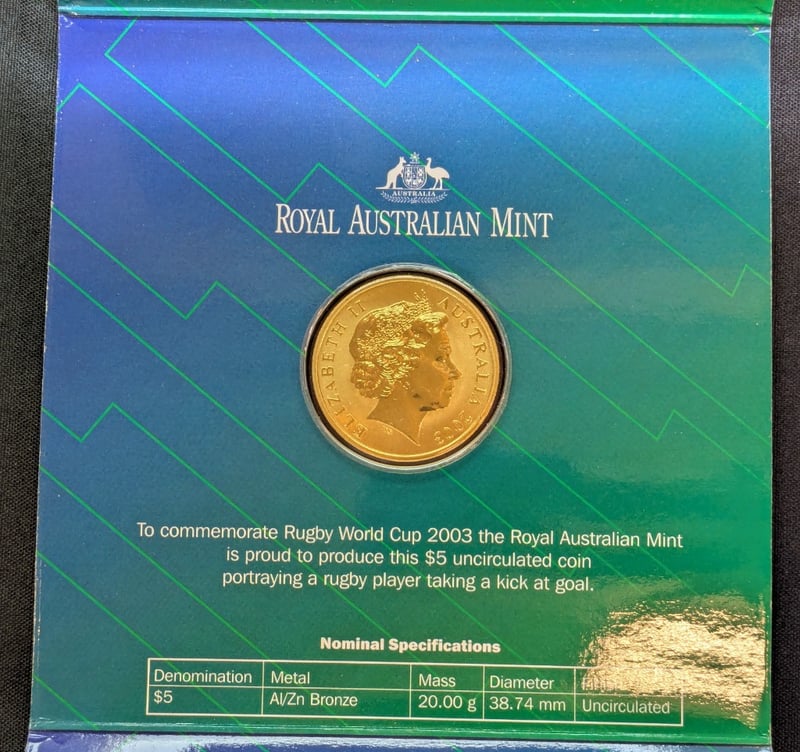 AUSTRALIA
ROYAL AUSTRALIAN MINT
ELIZABETH II AUSTRALIA 2003
To commemorate Rugby World Cup 2003 the Royal Australian Mint
is proud to produce this $5 uncirculated coin
portraying a rugby player taking a kick at goal.
Nominal Specifications
Denomination Metal Mass Diameter
$5 Al/Zn Bronze 20.00 g 38.74 mm Uncirculated